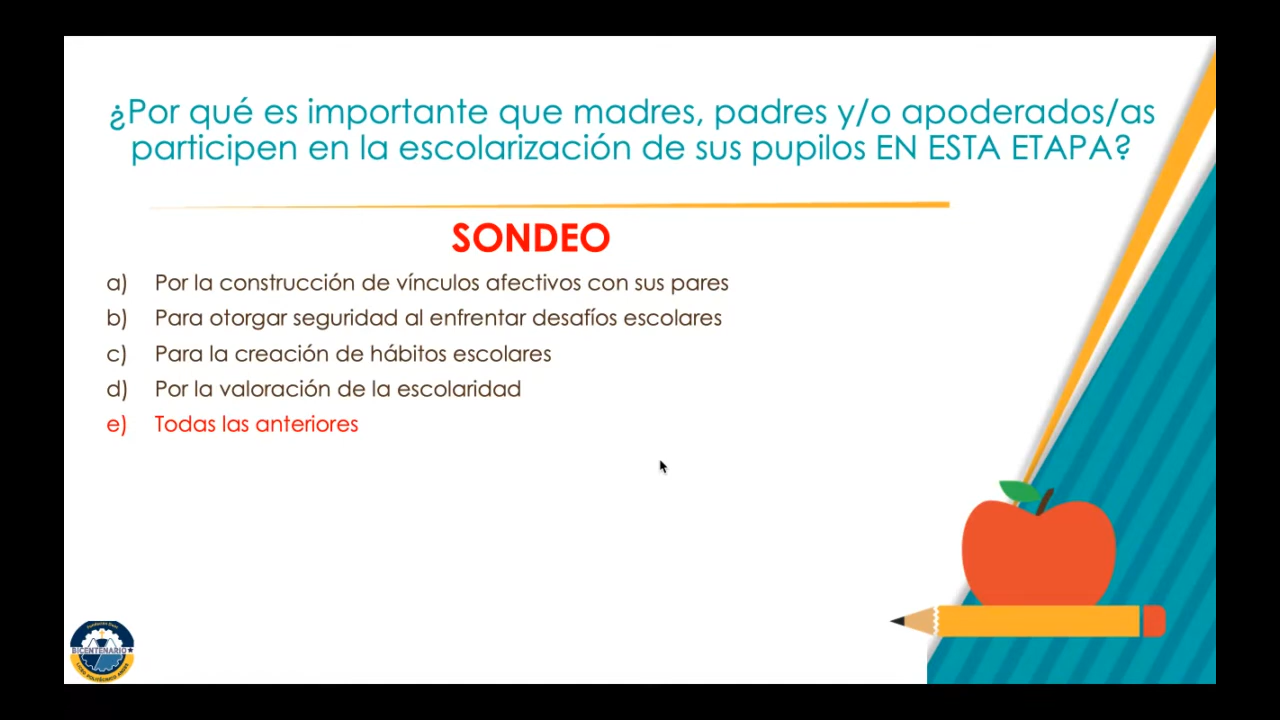 ¿Por qué es importante que madres, padres y/o apoderados/as
participen en la escolarización de sus pupilos EN ESTA ETAPA?
SONDEO
a) Por la construcción de vínculos afectivos con sus pares
b) Para otorgar seguridad al enfrentar desafíos escolares
c) Para la creación de hábitos escolares
d) Por la valoración de la escolaridad
e) Todas las anteriores
BICENTENARIO